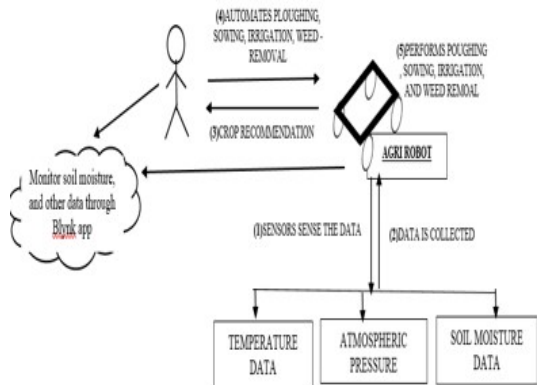 (4)AUTOMATES PLOUGHING,
SOWING, IRRIGATION, WEED -
REMOVAL
(5)PERFORMS POUGHING
, SOWING, IRRIGATION,
AND WEED REMOAL
(3)CROP RECOMMENDATION
AGRI ROBOT
Monitor soil moisture,
and other data through
Blynk app
(1)SENSORS SENSE THE DATA
(2)DATA IS COLLECTED
TEMPERATURE
DATA
ATMOSPHERIC
PRESSURE
SOIL MOISTURE
DATA